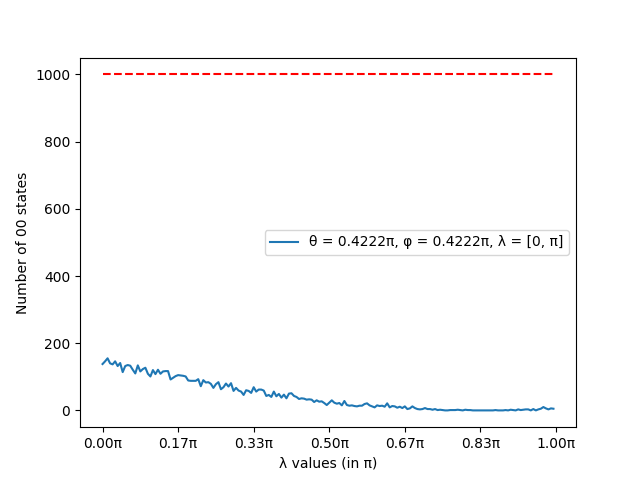 1000
800
600
400
200
0
Number of 00 states
θ = 0.4222π, φ = 0.4222π, λ = [0, π]
0.00π 0.17π 0.33π 0.50π 0.67π 0.83π 1.00π
λ values (in π)